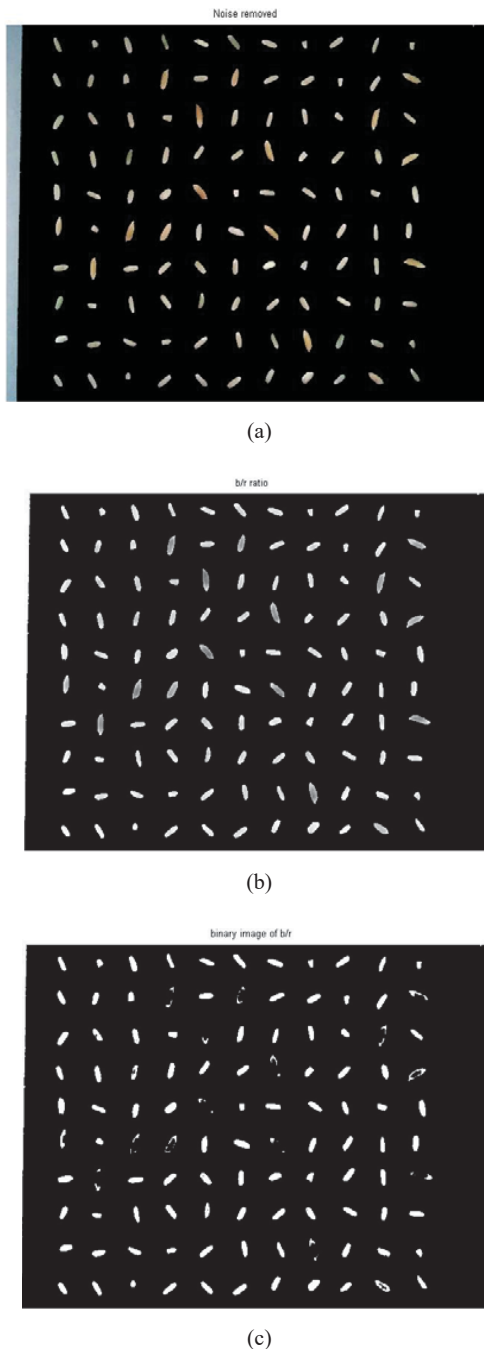 Noise removed
(a)
b/r ratio
(b)
binary image of b/r
(c)